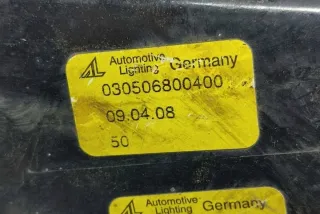 Automotive
Lighting Germany
030506800400
09.04.08
50
Automotive
Lighting Germany